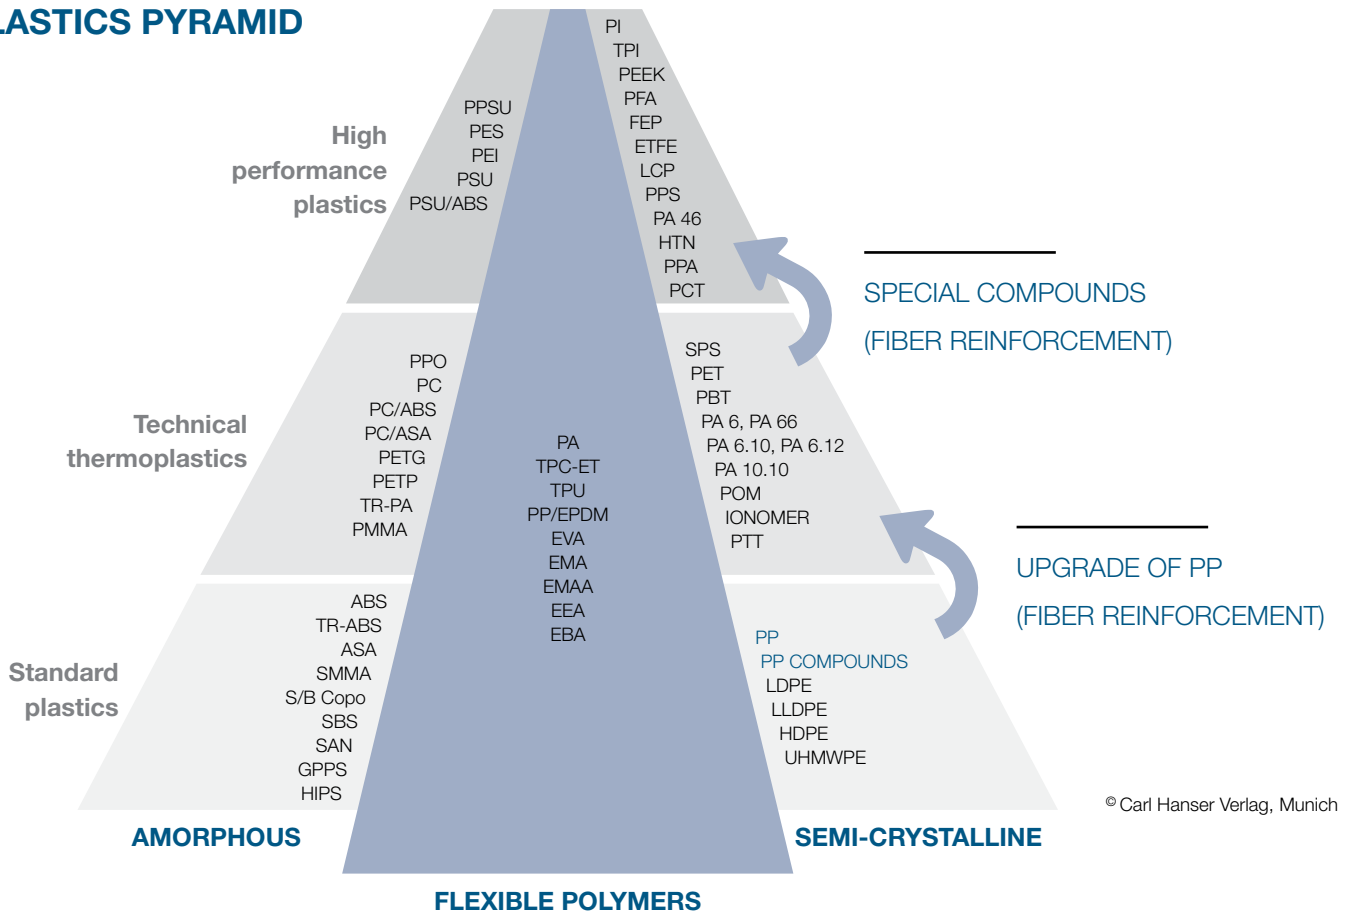 LASTICS PYRAMID
High
performance
plastics
PPSU
PES
PEI
PSU
PSU/ABS
PI
TPI
PEEK
PFA
FEP
ETFE
LCP
PPS
PA 46
HTN
PPA
PCT
SPECIAL COMPOUNDS
(FIBER REINFORCEMENT)
Technical
thermoplastics
PPO
PC
PC/ABS
PC/ASA
PETG
PETP
TR-PA
PMMA
PA
TPC-ET
TPU
PP/EPDM
EVA
EMA
EMAA
EEA
EBA
SPS
PET
PBT
PA 6, PA 66
PA 6.10, PA 6.12
PA 10.10
POM
IONOMER
PTT
UPGRADE OF PP
(FIBER REINFORCEMENT)
Standard
plastics
ABS
TR-ABS
ASA
SMMA
S/B Copo
SBS
SAN
GPPS
HIPS
PP
PP COMPOUNDS
LDPE
LLDPE
HDPE
UHMWPE
© Carl Hanser Verlag, Munich
AMORPHOUS
SEMI-CRYSTALLINE
FLEXIBLE POLYMERS